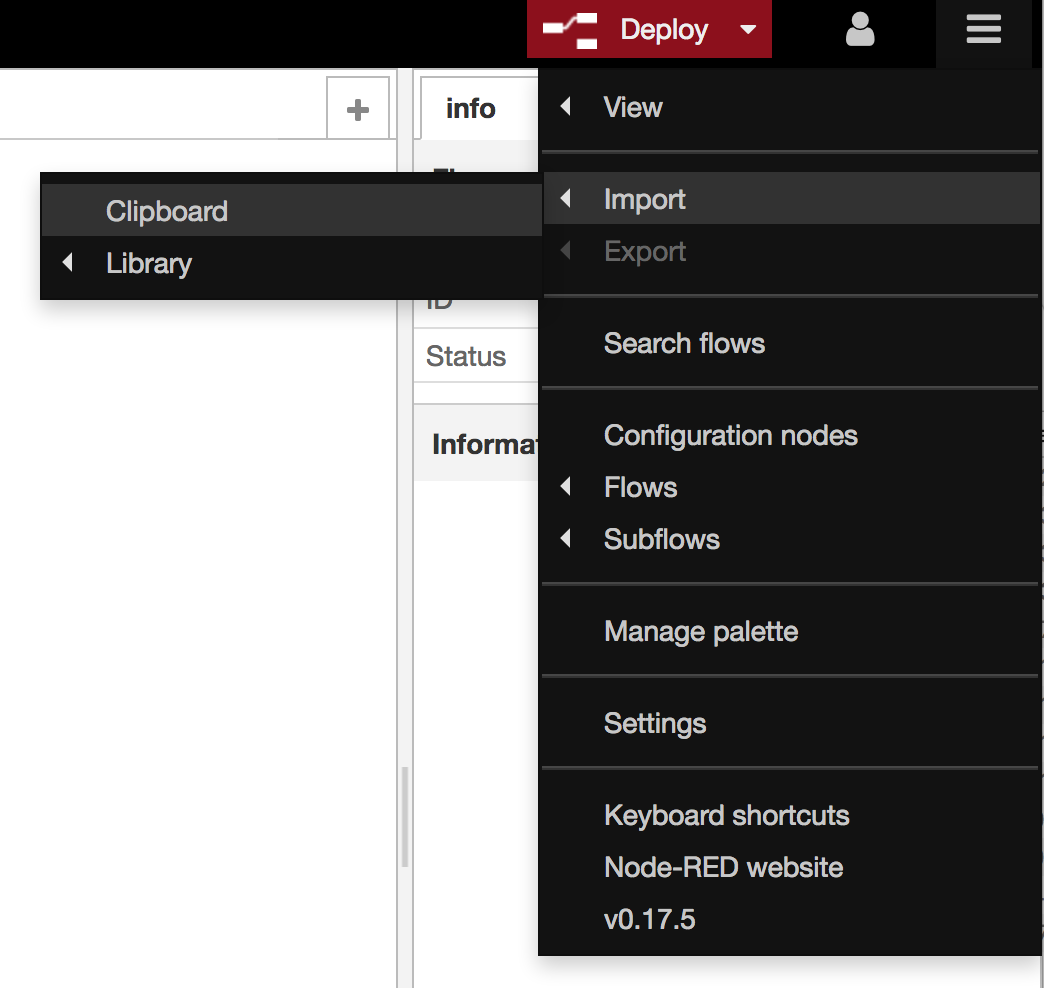 Deploy
info
View
Import
Export
Clipboard
Library
ID
Status
Search flows
Informat
Configuration nodes
Flows
Subflows
Manage palette
Settings
Keyboard shortcuts
Node-RED website
v0.17.5